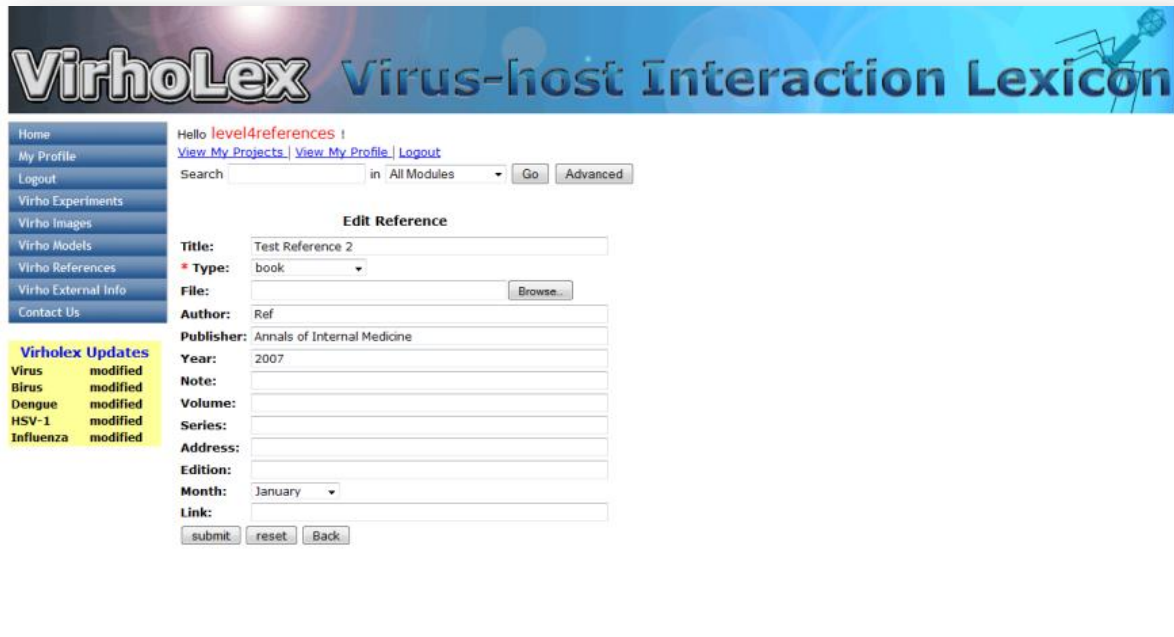 VirhoLex Virus-host Interaction Lexicon
Home
My Profile
Logout
Virho Experiments
Virho Images
Virho Models
Virho References
Virho External Info
Contact Us
Virholex Updates
Virus modified
Birus modified
Dengue modified
HSV-1 modified
Influenza modified
Hello level4references !
View My Projects | View My Profile | Logout
Search in All Modules Go Advanced
Edit Reference
Title: Test Reference 2
* Type: book
File: Browse...
Author: Ref
Publisher: Annals of Internal Medicine
Year: 2007
Note:
Volume:
Series:
Address:
Edition:
Month: January
Link:
submit reset Back